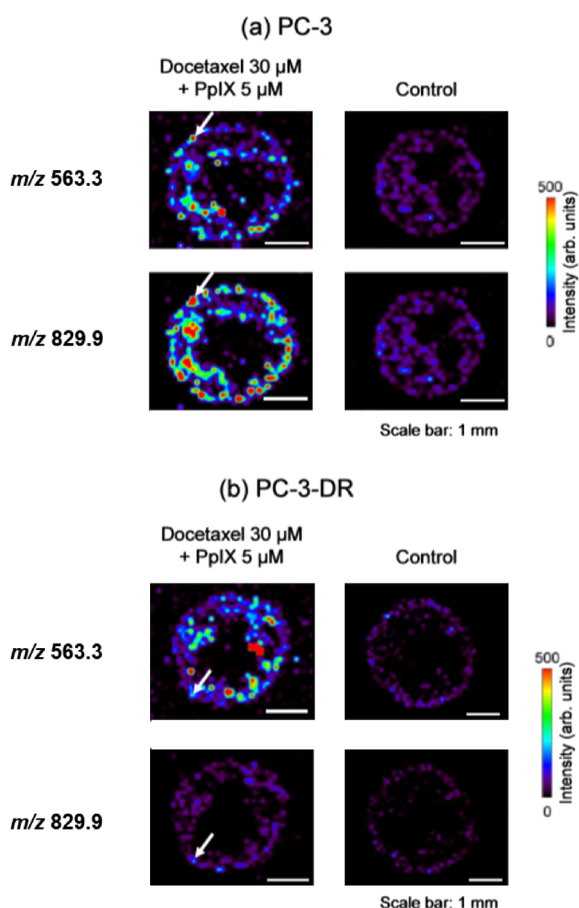 (a) PC-3
Docetaxel 30 µM
+ PpIX 5 µM
Control
m/z 563.3
m/z 829.9
500
Intensity (arb. units)
0
Scale bar: 1 mm
(b) PC-3-DR
Docetaxel 30 µM
+ PpIX 5 µM
Control
m/z 563.3
m/z 829.9
500
Intensity (arb. units)
0
Scale bar: 1 mm